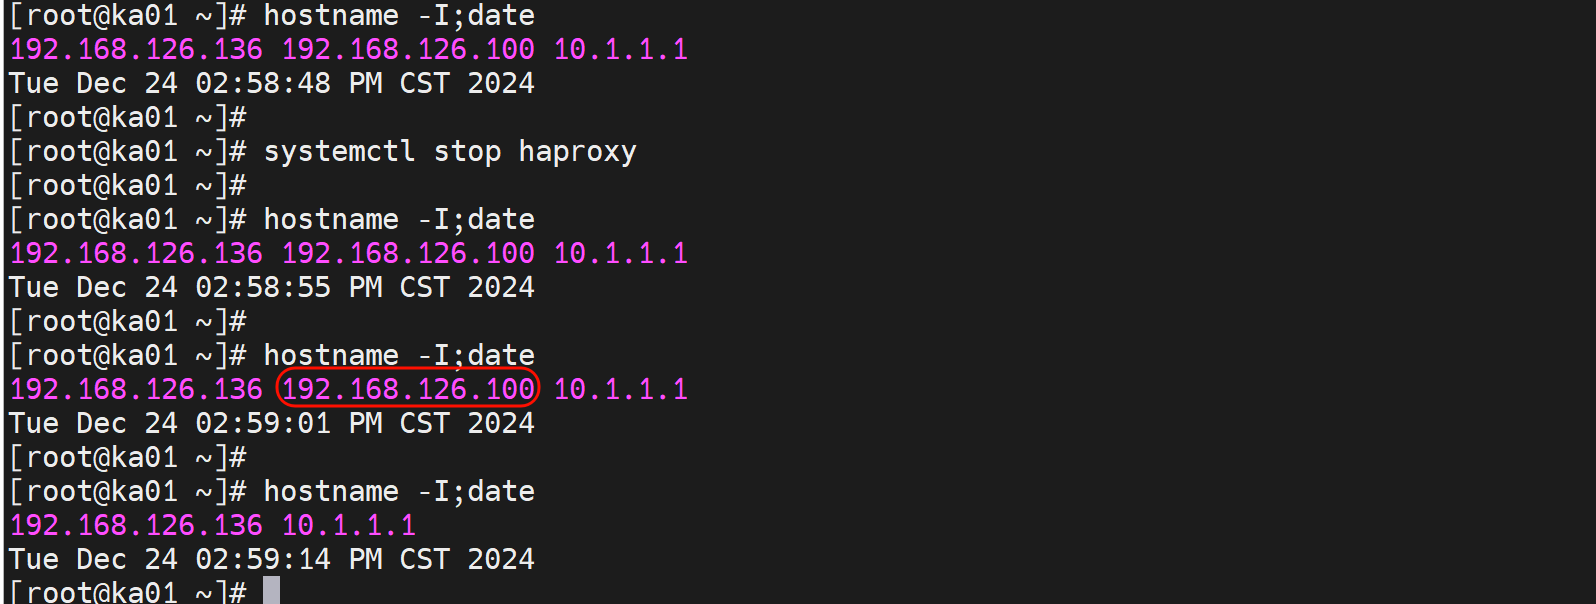 [root@ka01 ~]# hostname -I;date
192.168.126.136 192.168.126.100 10.1.1.1
Tue Dec 24 02:58:48 PM CST 2024
[root@ka01 ~]#
[root@ka01 ~]# systemctl stop haproxy
[root@ka01 ~]#
[root@ka01 ~]# hostname -I;date
192.168.126.136 192.168.126.100 10.1.1.1
Tue Dec 24 02:58:55 PM CST 2024
[root@ka01 ~]#
[root@ka01 ~]# hostname -I;date
192.168.126.136 192.168.126.100 10.1.1.1
Tue Dec 24 02:59:01 PM CST 2024
[root@ka01 ~]#
[root@ka01 ~]# hostname -I;date
192.168.126.136 10.1.1.1
Tue Dec 24 02:59:14 PM CST 2024
[root@ka01 ~]#